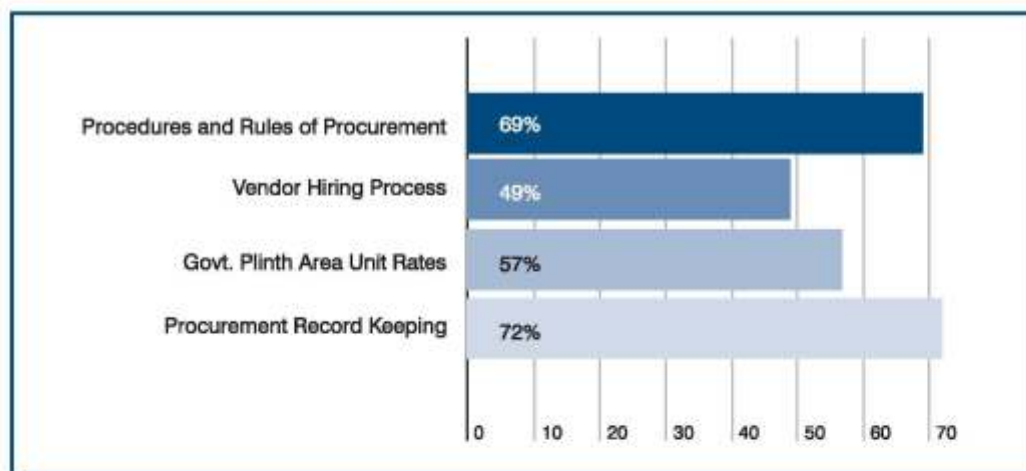 Procedures and Rules of Procurement 69%
Vendor Hiring Process 49%
Govt. Plinth Area Unit Rates 57%
Procurement Record Keeping 72%
0 10 20 30 40 50 60 70